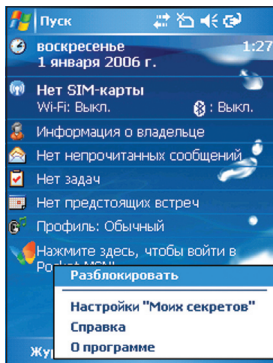 Пуск
воскресенье 1:27
1 января 2006 г.
Нет SIM-карты
Wi-Fi: Выкл. : Выкл.
Информация о владельце
Нет непрочитанных сообщений
Нет задач
Нет предстоящих встреч
Профиль: Обычный
Нажмите здесь, чтобы войти в
Разблокировать
Настройки "Моих секретов"
Справка
О программе